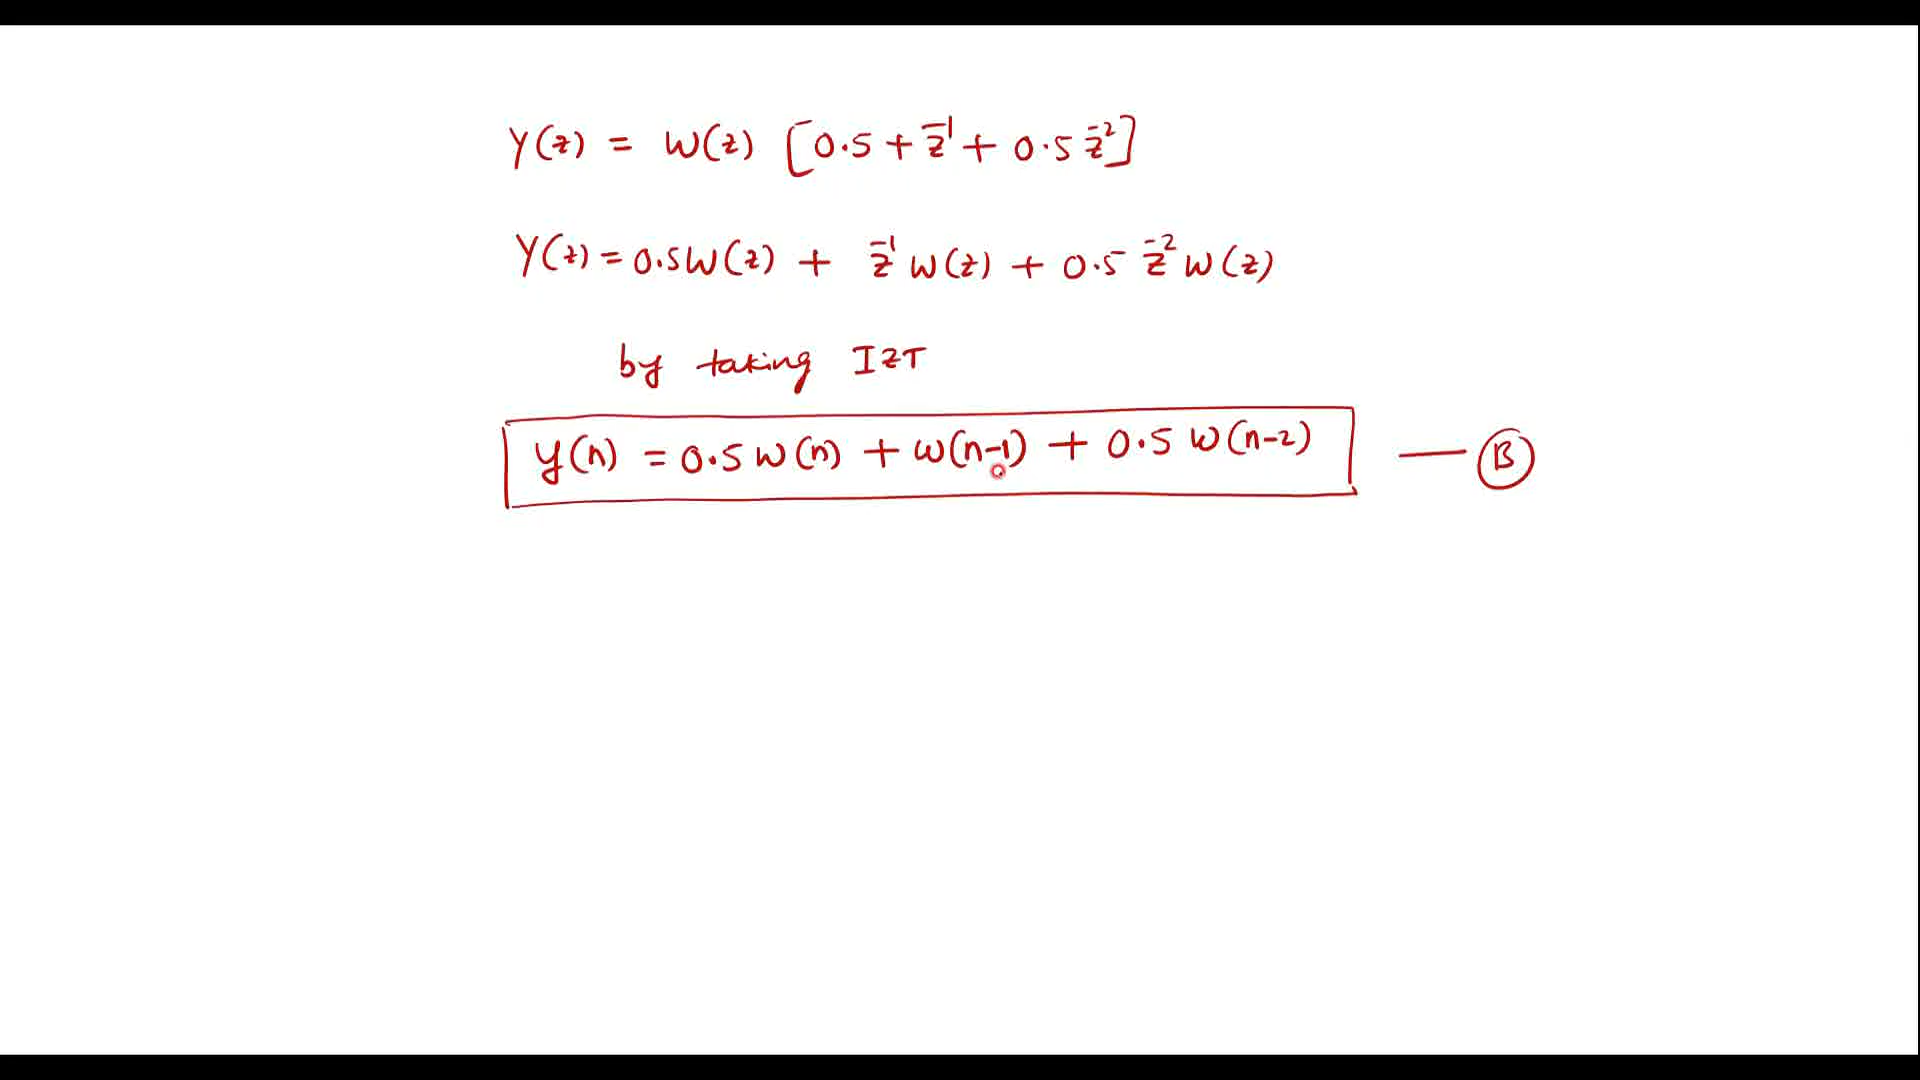 Y(z) = W(z) [0.5 + z⁻¹ + 0.5 z⁻²]
Y(z) = 0.5W(z) + z⁻¹ W(z) + 0.5 z⁻² W(z)
by taking IZT
y(n) = 0.5 w(n) + w(n-1) + 0.5 w(n-2) — B